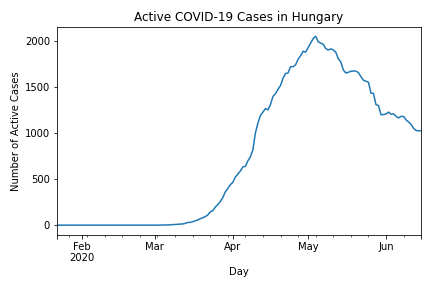 Active COVID-19 Cases in Hungary
Number of Active Cases
2000
1500
1000
500
0
Feb
2020
Mar
Apr
May
Jun
Day